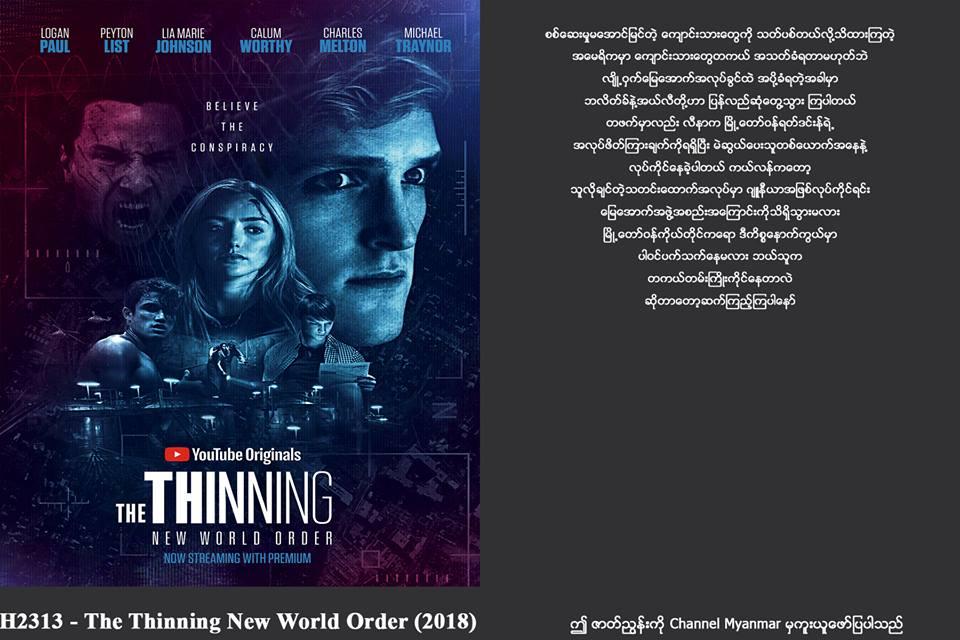 LOGAN PAUL
PEYTON LIST
LIA MARIE JOHNSON
CALUM WORTHY
CHARLES MELTON
MICHAEL TRAYNOR
BELIEVE
THE
CONSPIRACY
YouTube Originals
THE THINNING
NEW WORLD ORDER
NOW STREAMING WITH PREMIUM
H2313 - The Thinning New World Order (2018)
စစ်ဆေးမှုမအောင်မြင်တဲ့ ကျောင်းသားတွေကို သတ်ပစ်တယ်လို့သိထားကြတဲ့
အမေရိကမှာ ကျောင်းသားတွေတကယ် အသတ်ခံရတာမဟုတ်ဘဲ
လျှို့ဝှက်မြေအောက်အလုပ်ခွင်ထဲ အပို့ခံရတဲ့အခါမှာ
ဘလိတ်ခ်နဲ့အယ်လီတို့ဟာ ပြန်လည်ဆုံတွေ့သွား ကြပါတယ်
တဖက်မှာလည်း လီနာက မြို့တော်ဝန်ရတ်ဒင်းန်ရဲ့
အလုပ်ဖိတ်ကြားချက်ကိုရရှိပြီး မဲဆွယ်ပေးသူတစ်ယောက်အနေနဲ့
လုပ်ကိုင်နေခဲ့ပါတယ် ကယ်လန်ကတော့
သူလိုချင်တဲ့သတင်းထောက်အလုပ်မှာ ဂျူနီယာအဖြစ်လုပ်ကိုင်ရင်း
မြေအောက်အဖွဲ့အစည်းအကြောင်းကိုသိရှိသွားမလား
မြို့တော်ဝန်ကိုယ်တိုင်ကရော ဒီကိစ္စနောက်ကွယ်မှာ
ပါဝင်ပက်သက်နေမလား ဘယ်သူက
တကယ်တမ်းကြိုးကိုင်နေတာလဲ
ဆိုတာတော့ဆက်ကြည့်ကြပါနော်
ဤ ဇာတ်ညွှန်းကို Channel Myanmar မှကူးယူဖော်ပြပါသည်